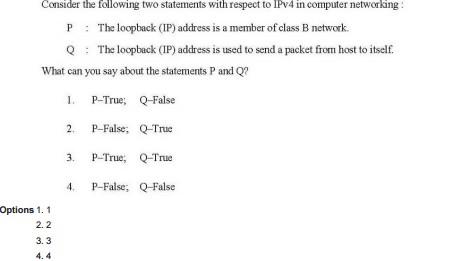 Consider the following two statements with respect to IPv4 in computer networking :
P : The loopback (IP) address is a member of class B network.
Q : The loopback (IP) address is used to send a packet from host to itself.
What can you say about the statements P and Q?
1. P–True; Q–False
2. P–False; Q–True
3. P–True; Q–True
4. P–False; Q–False
Options 1. 1
2. 2
3. 3
4. 4